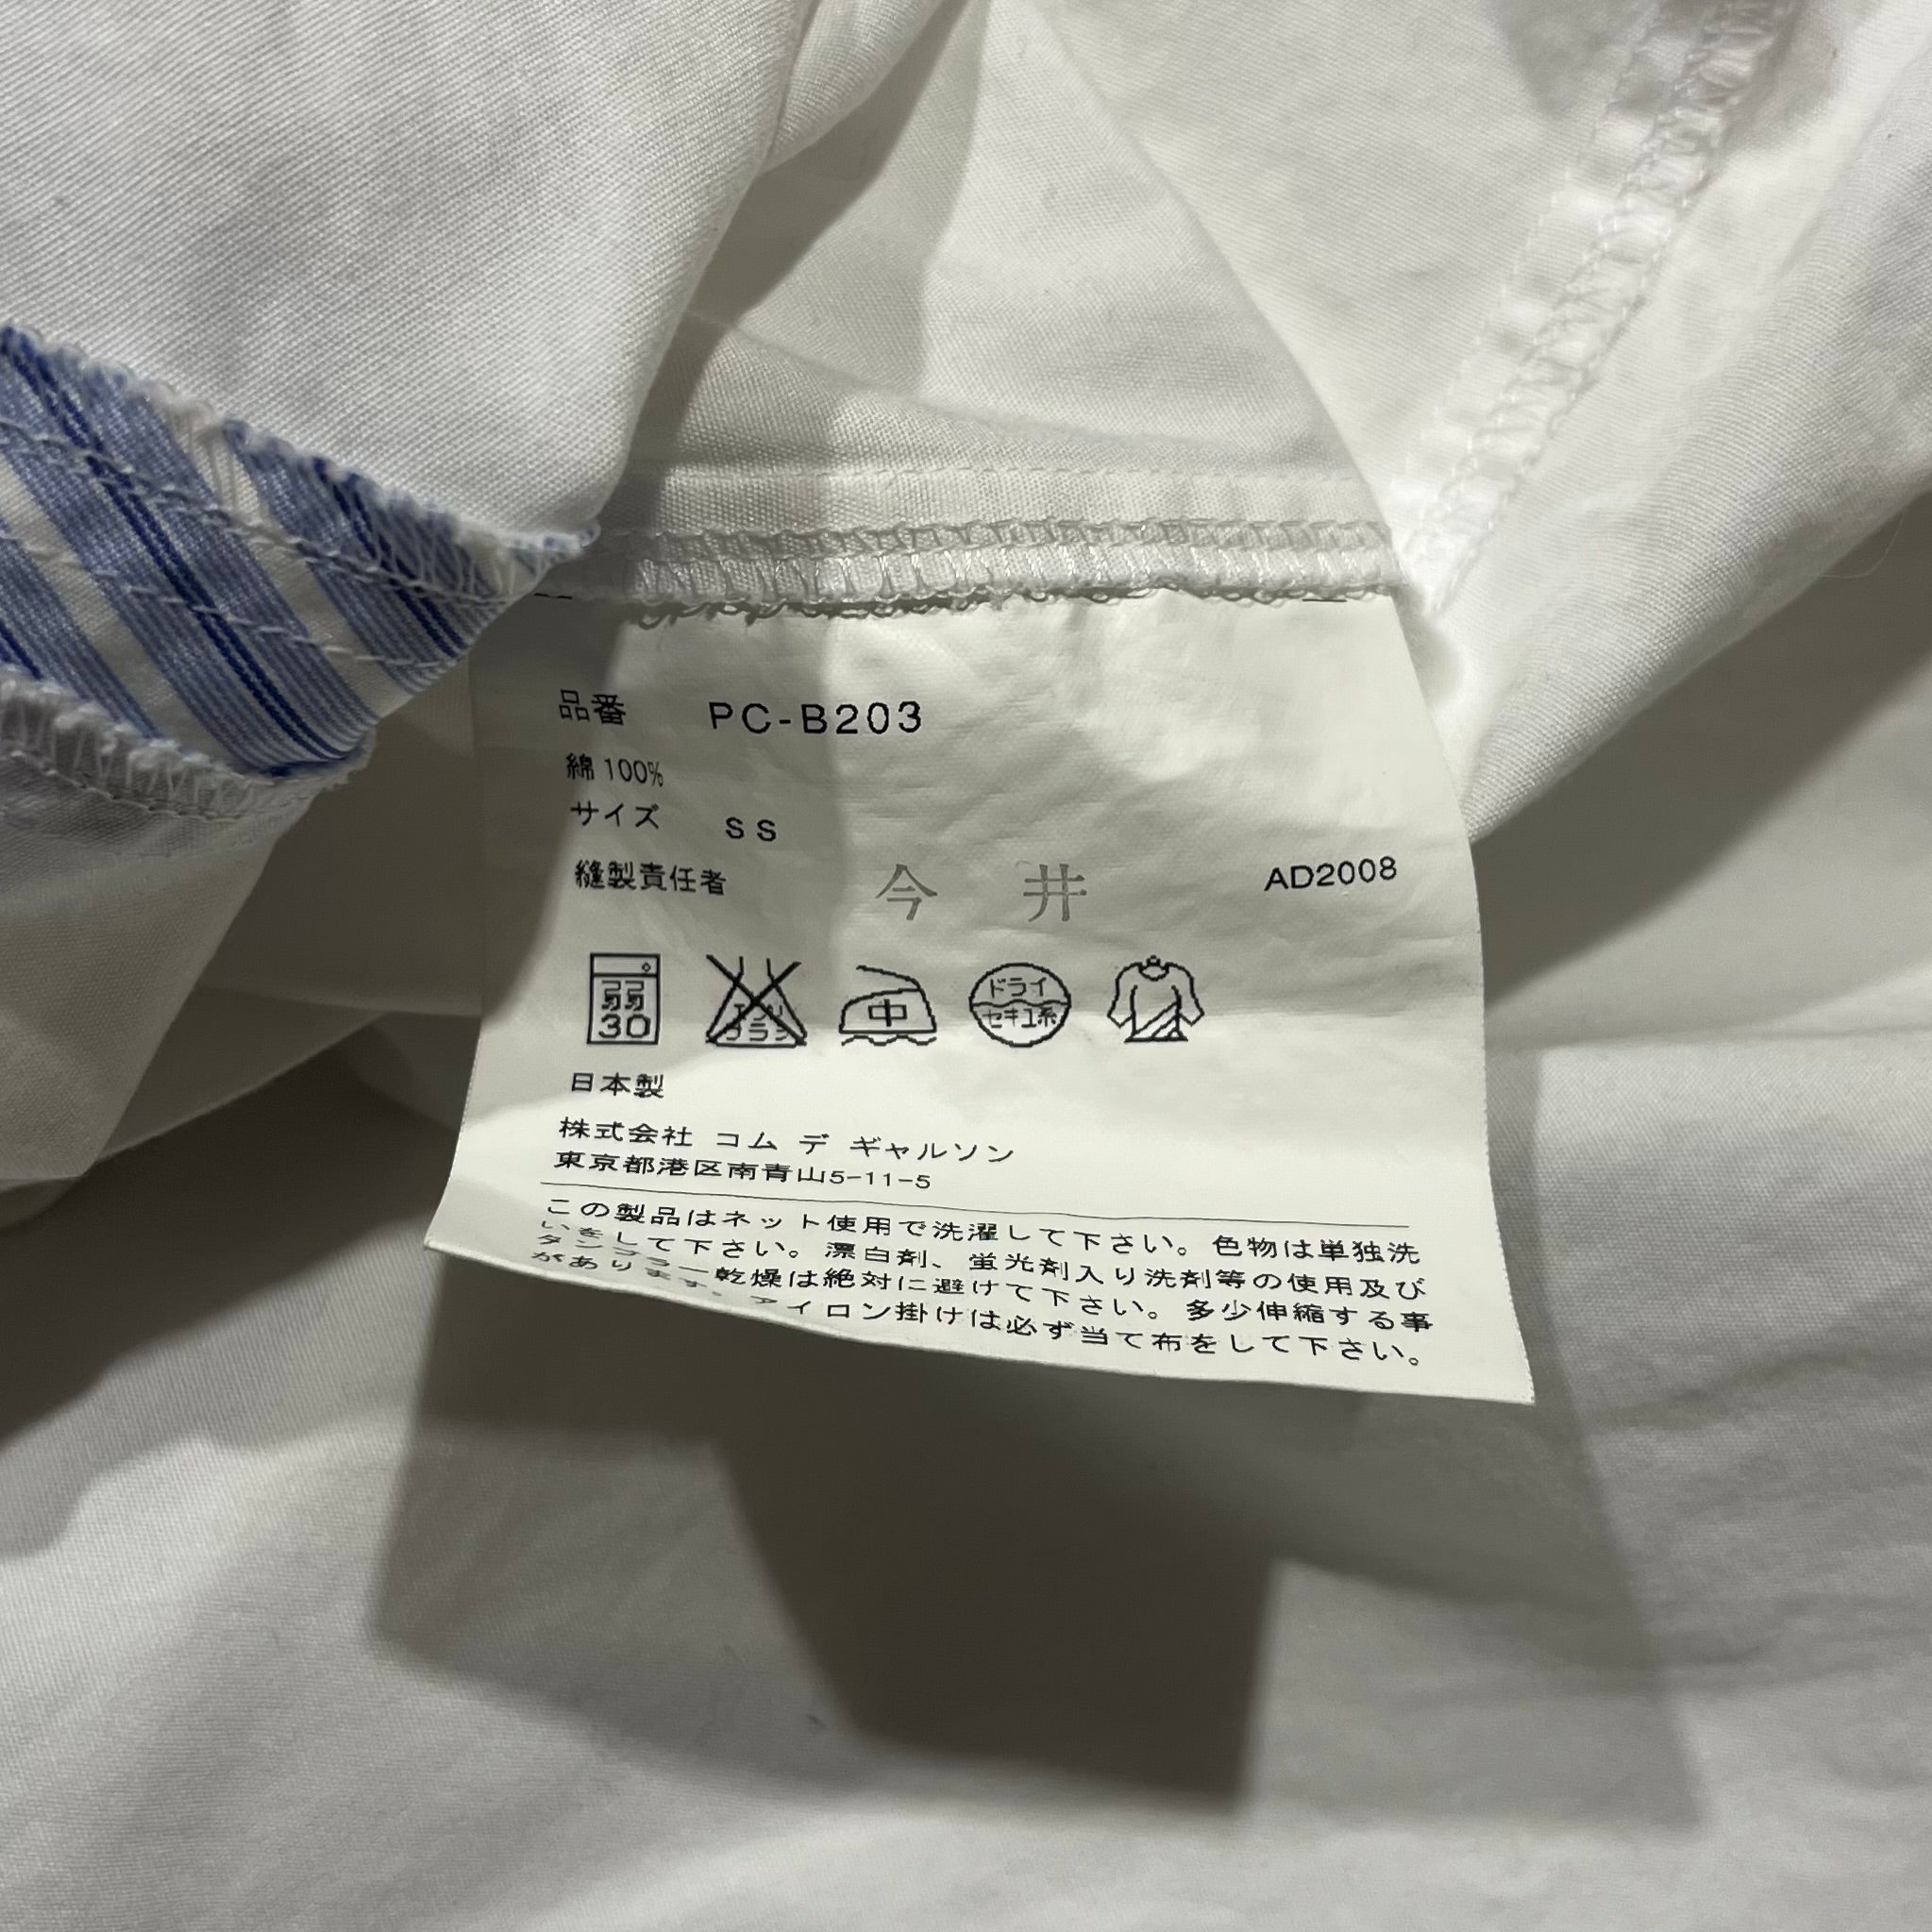 品番 PC-B203
綿 100%
サイズ SS
縫製責任者 今井 AD2008
弱 30 エンソ サラシ 中 ドライ セキユ系
日本製
株式会社 コム デ ギャルソン
東京都港区南青山5-11-5
この製品はネット使用で洗濯して下さい。色物は単独洗
いをして下さい。漂白剤、蛍光剤入り洗剤等の使用及び
タンブラー乾燥は絶対に避けて下さい。多少伸縮する事
があります。アイロン掛けは必ず当て布をして下さい。